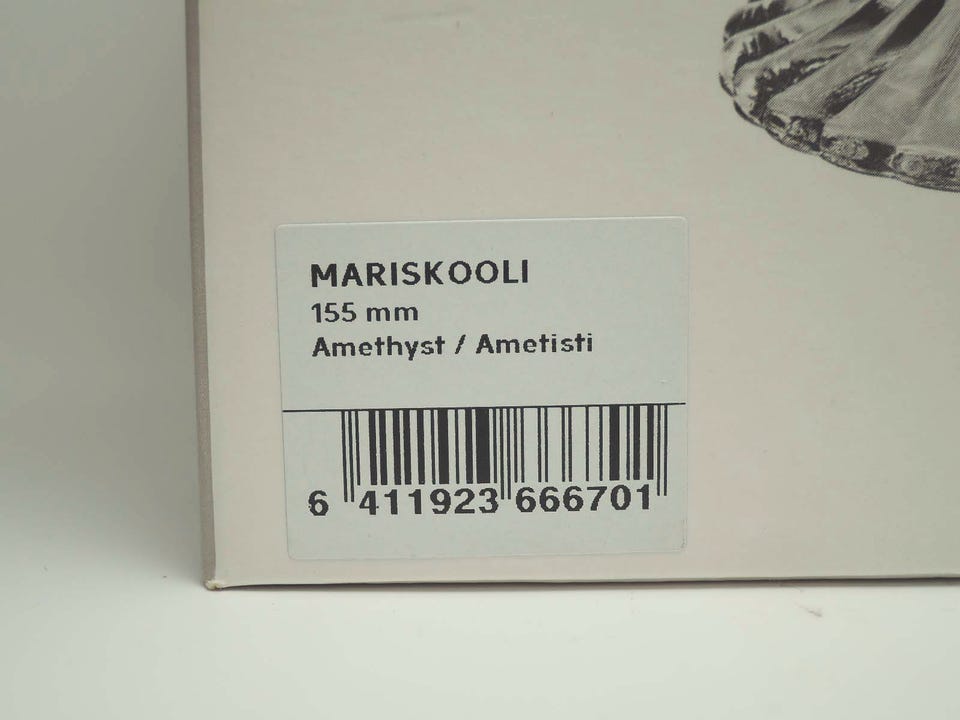 MARISKOOLI
155 mm
Amethyst / Ametisti
6 411923 666701